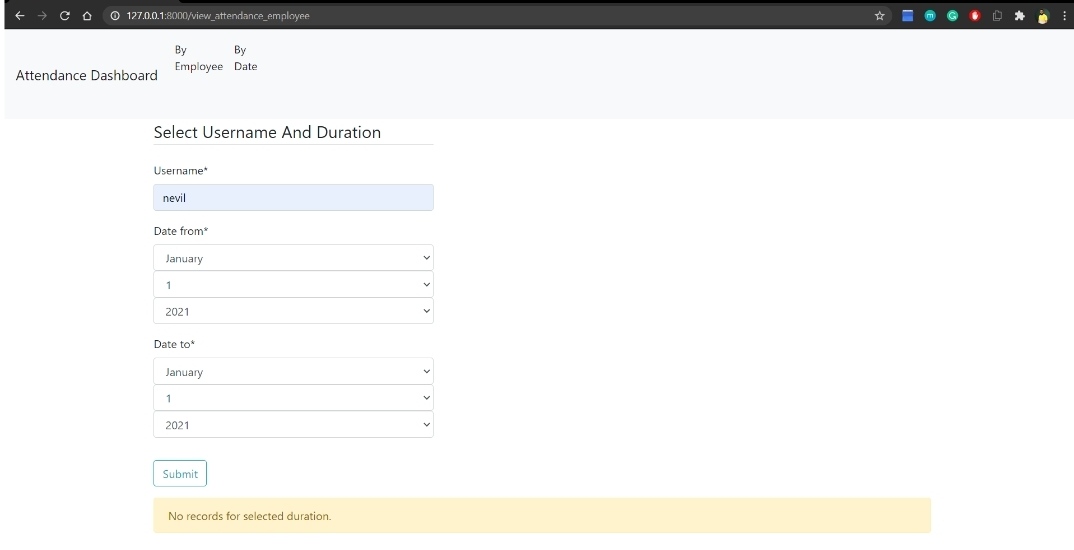 127.0.0.1:8000/view_attendance_employee
Attendance Dashboard
By
Employee
By
Date
Select Username And Duration
Username*
nevil
Date from*
January
1
2021
Date to*
January
1
2021
Submit
No records for selected duration.